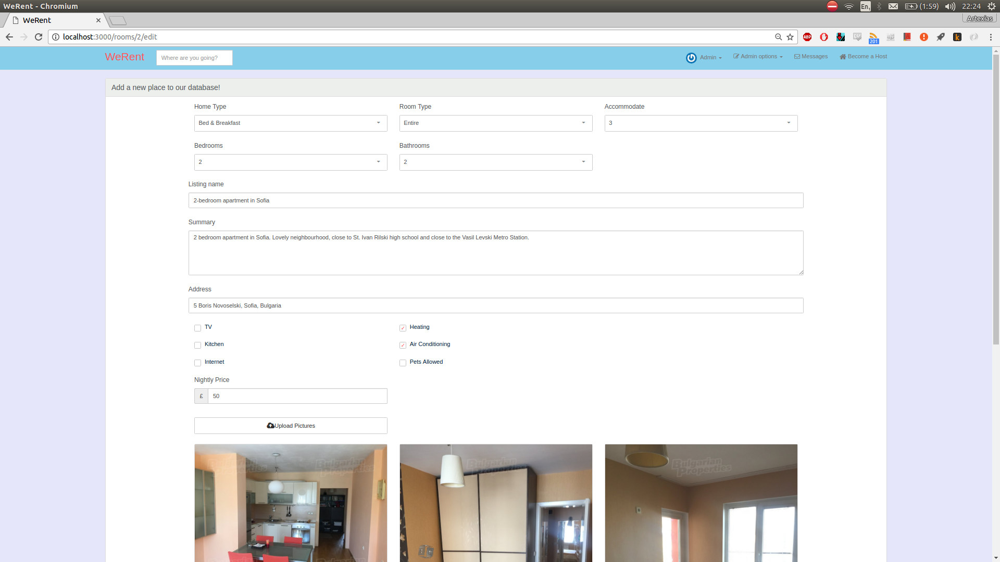 WeRent - Chromium
En1
(1:59)
22:24
WeRent
Artexias
localhost:3000/rooms/2/edit
ABP
CSS
201
k
WeRent
Where are you going?
Admin
Admin options
Messages
Become a Host
Add a new place to our database!
Home Type
Room Type
Accommodate
Bed & Breakfast
Entire
3
Bedrooms
Bathrooms
2
2
Listing name
2-bedroom apartment in Sofia
Summary
2 bedroom apartment in Sofia. Lovely neighbourhood, close to St. Ivan Rilski high school and close to the Vasil Levski Metro Station.
Address
5 Boris Novoselski, Sofia, Bulgaria
TV
Heating
Kitchen
Air Conditioning
Internet
Pets Allowed
Nightly Price
£
50
Upload Pictures
Bulgarian
Properties
Bulgarian
Properties
Bulgarian
Properties